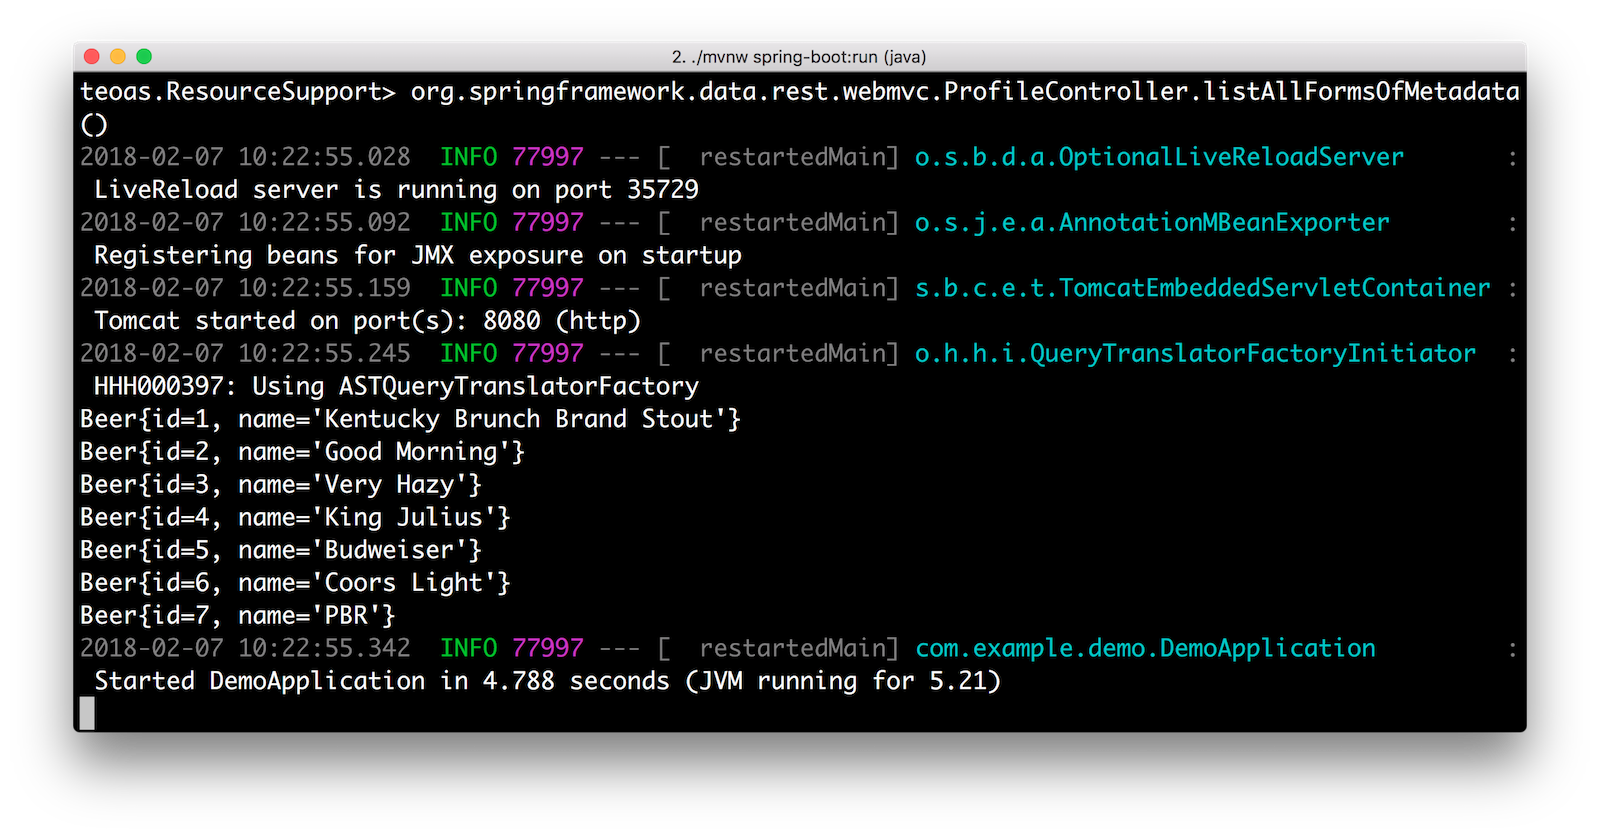 2. ./mvnw spring-boot:run (java)
teoas.ResourceSupport> org.springframework.data.rest.webmvc.ProfileController.listAllFormsOfMetadata
()
2018-02-07 10:22:55.028  INFO 77997 --- [  restartedMain] o.s.b.d.a.OptionalLiveReloadServer       :
 LiveReload server is running on port 35729
2018-02-07 10:22:55.092  INFO 77997 --- [  restartedMain] o.s.j.e.a.AnnotationMBeanExporter        :
 Registering beans for JMX exposure on startup
2018-02-07 10:22:55.159  INFO 77997 --- [  restartedMain] s.b.c.e.t.TomcatEmbeddedServletContainer :
 Tomcat started on port(s): 8080 (http)
2018-02-07 10:22:55.245  INFO 77997 --- [  restartedMain] o.h.h.i.QueryTranslatorFactoryInitiator  :
 HHH000397: Using ASTQueryTranslatorFactory
Beer{id=1, name='Kentucky Brunch Brand Stout'}
Beer{id=2, name='Good Morning'}
Beer{id=3, name='Very Hazy'}
Beer{id=4, name='King Julius'}
Beer{id=5, name='Budweiser'}
Beer{id=6, name='Coors Light'}
Beer{id=7, name='PBR'}
2018-02-07 10:22:55.342  INFO 77997 --- [  restartedMain] com.example.demo.DemoApplication         :
 Started DemoApplication in 4.788 seconds (JVM running for 5.21)